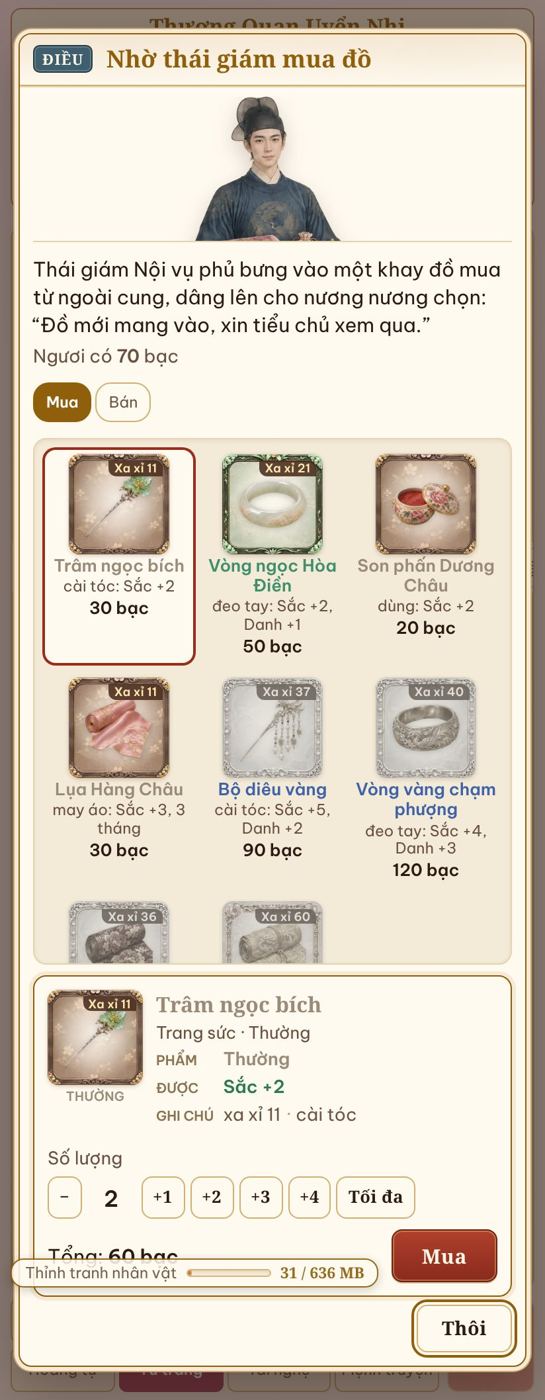 Thượng Quan Uyển Nhi
ĐIỀU
Nhờ thái giám mua đồ
Thái giám Nội vụ phủ bưng vào một khay đồ mua
từ ngoài cung, dâng lên cho nương nương chọn:
“Đồ mới mang vào, xin tiểu chủ xem qua.”
Ngươi có 70 bạc
Mua
Bán
Xa xỉ 11
Trâm ngọc bích
cài tóc: Sắc +2
30 bạc
Xa xỉ 21
Vòng ngọc Hòa
Điền
đeo tay: Sắc +2,
Danh +1
50 bạc
Son phấn Dương
Châu
dùng: Sắc +2
20 bạc
Xa xỉ 11
Lụa Hàng Châu
may áo: Sắc +3, 3
tháng
30 bạc
Xa xỉ 37
Bộ diêu vàng
cài tóc: Sắc +5,
Danh +2
90 bạc
Xa xỉ 40
Vòng vàng chạm
phượng
đeo tay: Sắc +4,
Danh +3
120 bạc
Xa xỉ 36
Xa xỉ 60
Xa xỉ 11
THƯỜNG
Trâm ngọc bích
Trang sức · Thường
PHẨM Thường
ĐƯỢC Sắc +2
GHI CHÚ xa xỉ 11 · cài tóc
Số lượng
− 2 +1 +2 +3 +4 Tối đa
Tổng: 60 bạc
Mua
Thỉnh tranh nhân vật 31 / 636 MB
Thôi